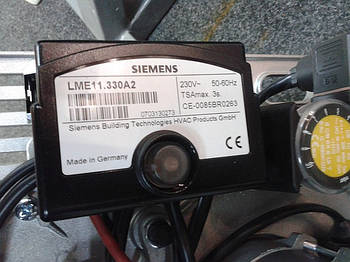 SIEMENS
LME11.330A2
230V~ 50-60Hz
TSAmax. 3s.
CE-0085BR0263
070313G273
Siemens Building Technologies HVAC Products GmbH
Made in Germany
CE